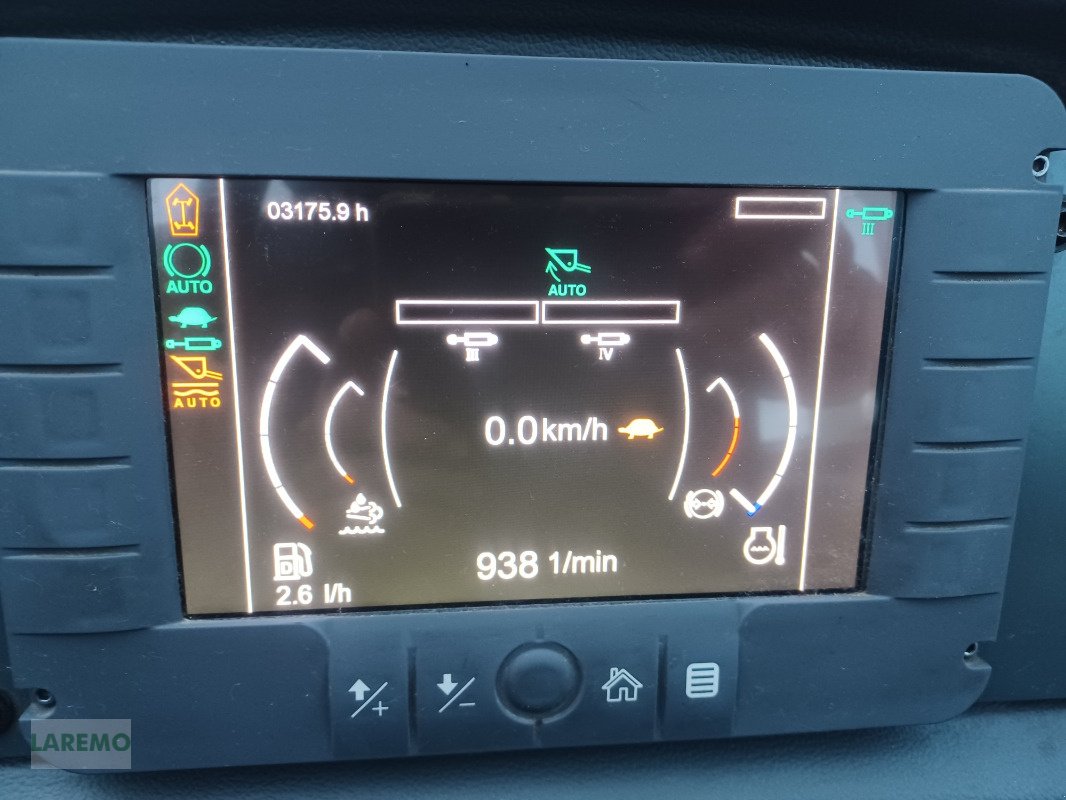 03175.9 h
III
AUTO
AUTO
III
IV
AUTO
0.0 km/h
D
938 1/min
2.6 l/h
+
LAREMO